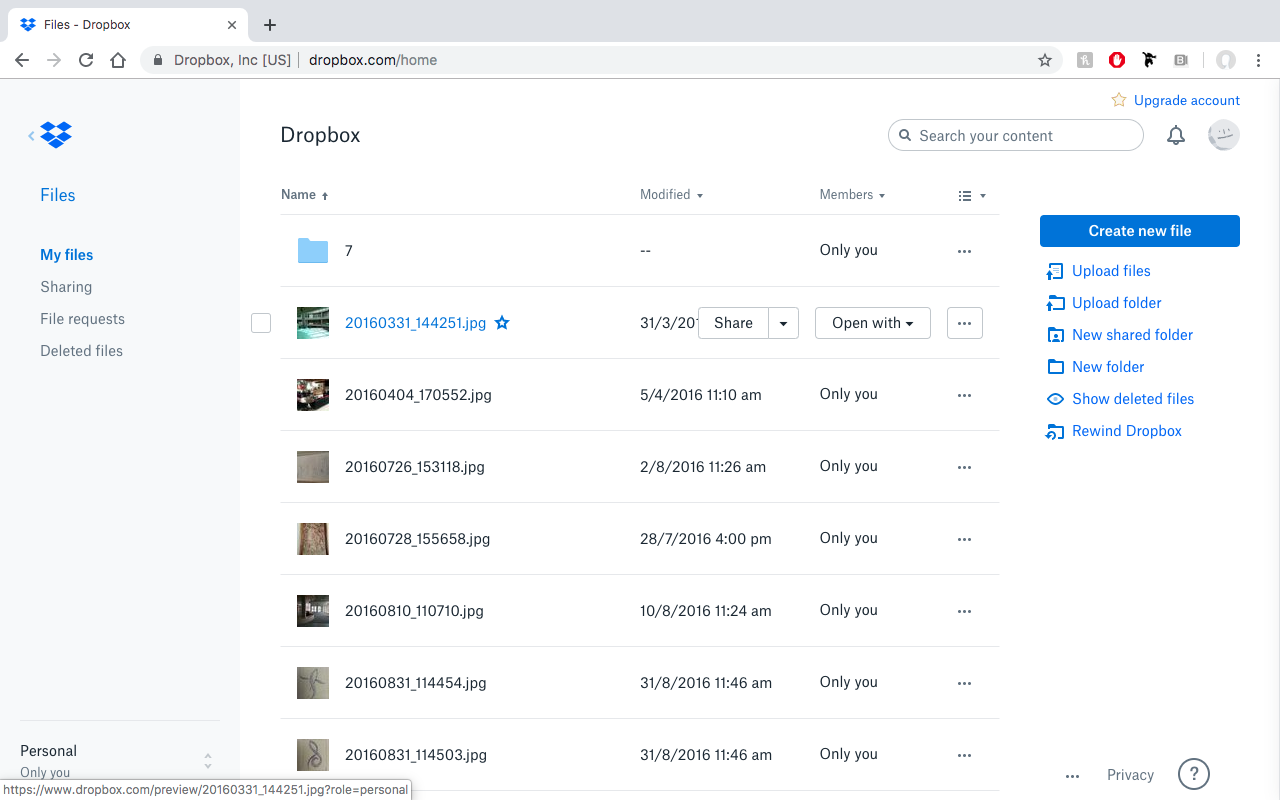 Files - Dropbox
Dropbox, Inc [US] | dropbox.com/home
Upgrade account
Dropbox
Search your content
Files
My files
Sharing
File requests
Deleted files
Name Modified Members
7 -- Only you
20160331_144251.jpg 31/3/201 Share Open with
20160404_170552.jpg 5/4/2016 11:10 am Only you
20160726_153118.jpg 2/8/2016 11:26 am Only you
20160728_155658.jpg 28/7/2016 4:00 pm Only you
20160810_110710.jpg 10/8/2016 11:24 am Only you
20160831_114454.jpg 31/8/2016 11:46 am Only you
20160831_114503.jpg 31/8/2016 11:46 am Only you
Create new file
Upload files
Upload folder
New shared folder
New folder
Show deleted files
Rewind Dropbox
Personal
Only you
Privacy
?
https://www.dropbox.com/preview/20160331_144251.jpg?role=personal